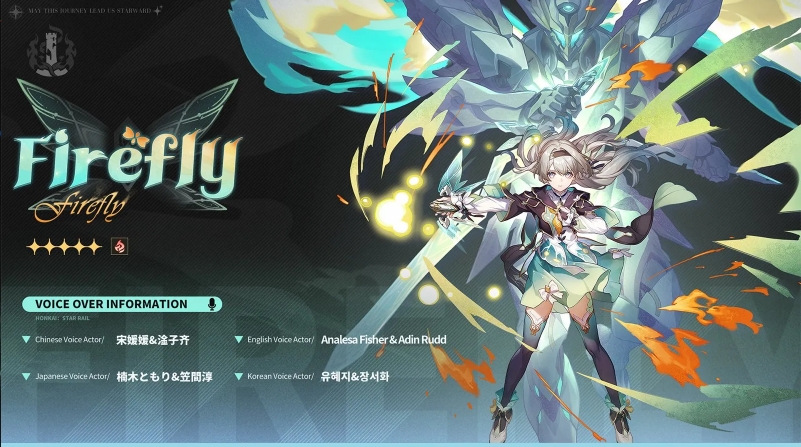 MAY THIS JOURNEY LEAD US STARWARD
Firefly
Firefly
VOICE OVER INFORMATION
HONKAI: STAR RAIL
Chinese Voice Actor/ 宋媛媛&淦子齐
English Voice Actor/ Analesa Fisher & Adin Rudd
Japanese Voice Actor/ 楠木ともり&笠間淳
Korean Voice Actor/ 유혜지&장서화